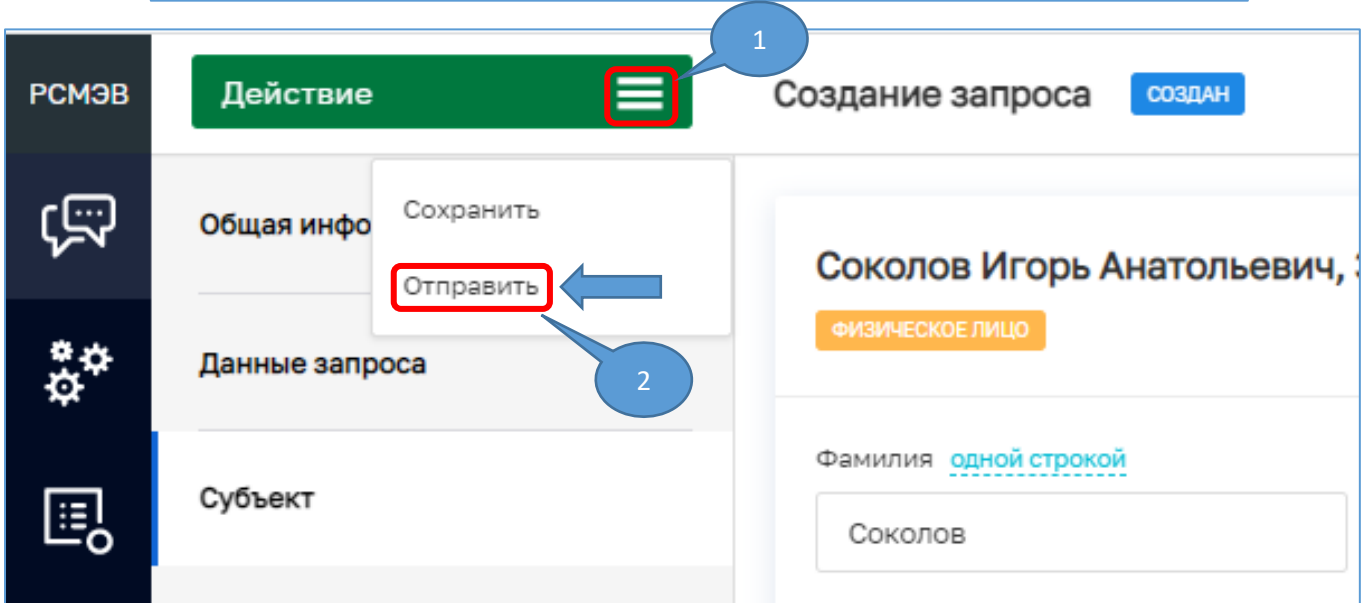 1
РСМЭВ
Действие
Создание запроса СОЗДАН
Общая инфо
Сохранить
Отправить
2
Данные запроса
Субъект
Соколов Игорь Анатольевич,
ФИЗИЧЕСКОЕ ЛИЦО
Фамилия одной строкой
Соколов